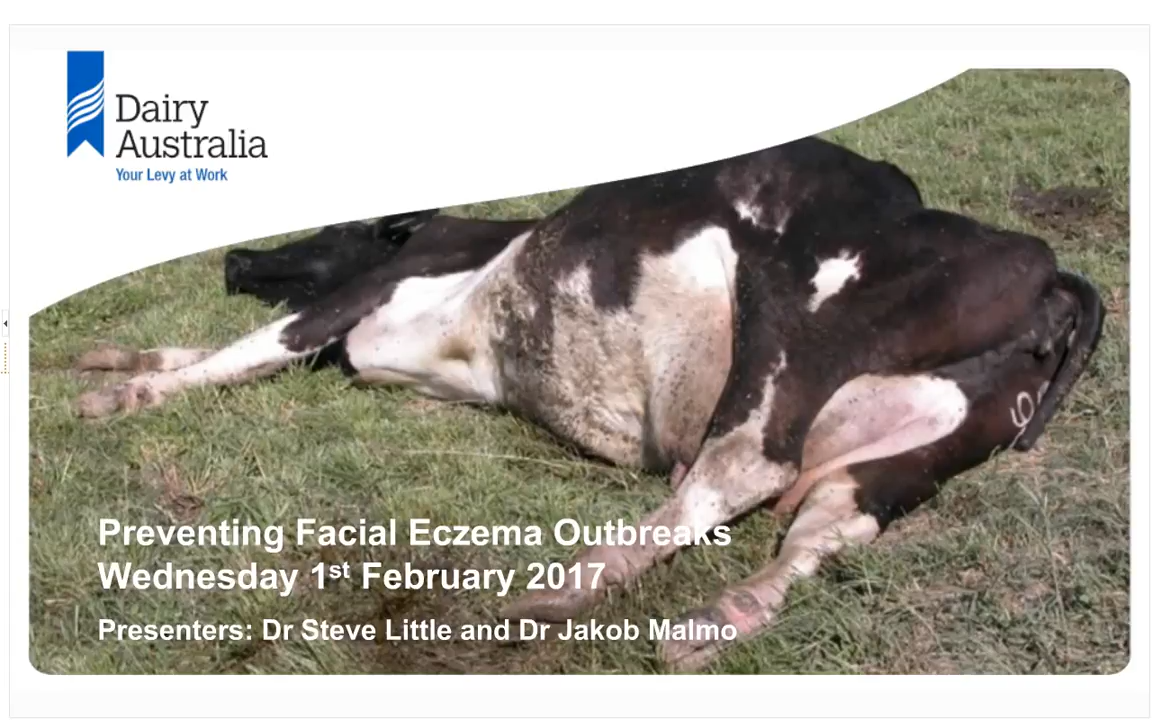 Dairy
Australia
Your Levy at Work
Preventing Facial Eczema Outbreaks
Wednesday 1st February 2017
Presenters: Dr Steve Little and Dr Jakob Malmo